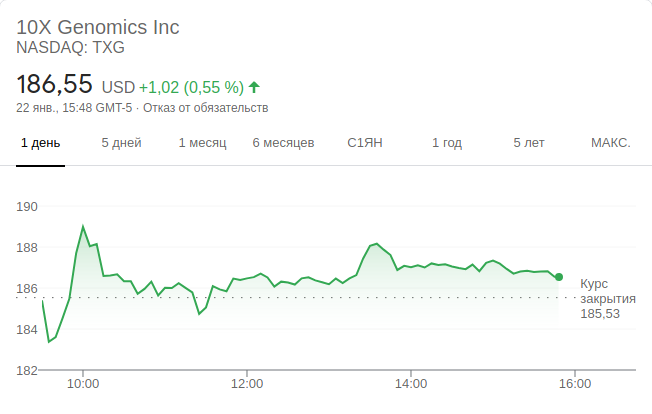 10X Genomics Inc
NASDAQ: TXG
186,55 USD +1,02 (0,55 %)
22 янв., 15:48 GMT-5 · Отказ от обязательств
1 день 5 дней 1 месяц 6 месяцев С1ЯН 1 год 5 лет МАКС.
190
188
186
184
182
Курс
закрытия
185,53
10:00 12:00 14:00 16:00